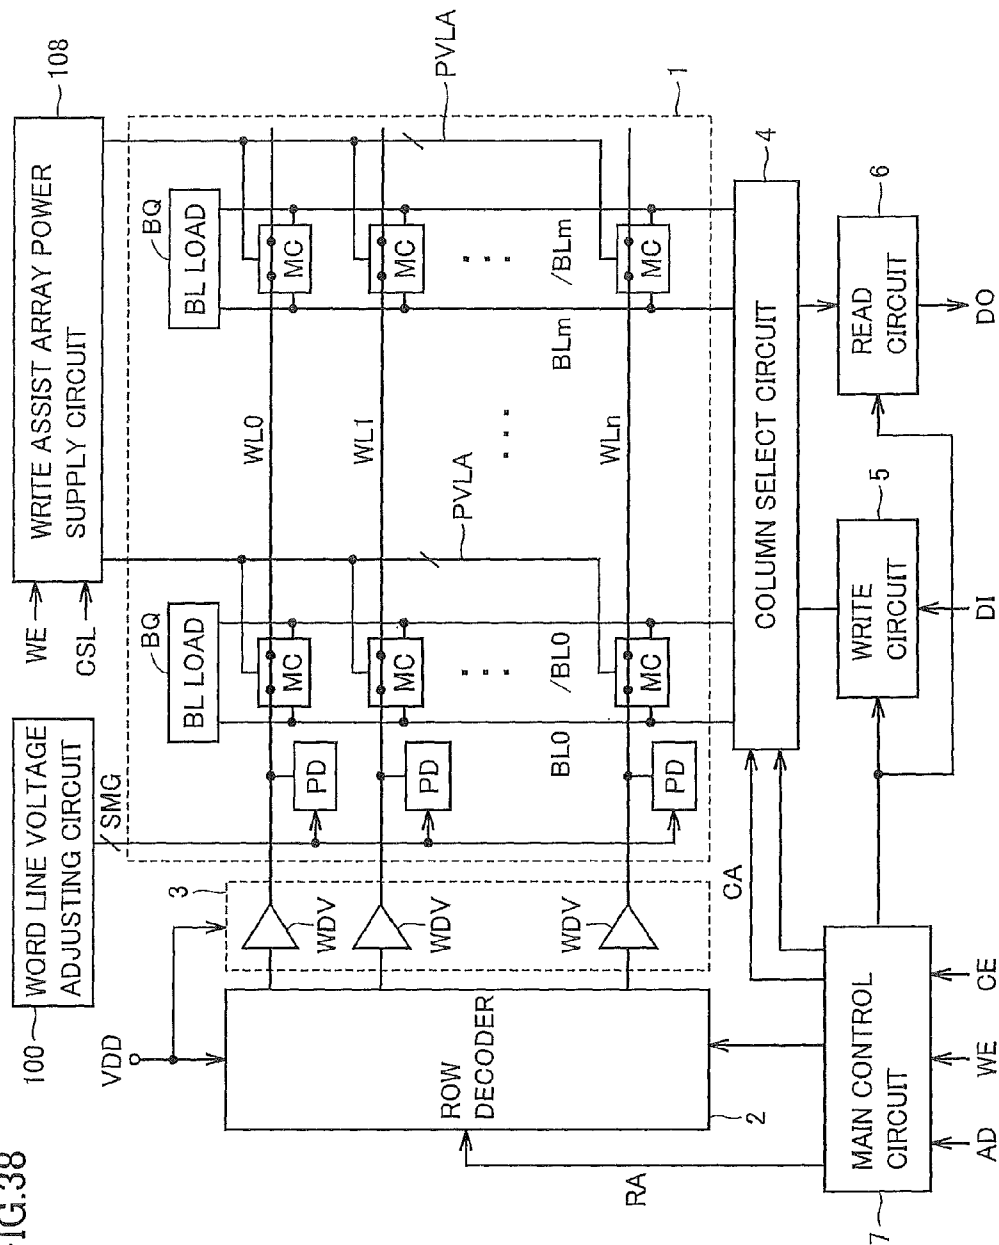 FIG.38
100
WORD LINE VOLTAGE
ADJUSTING CIRCUIT
WE
CSL
WRITE ASSIST ARRAY POWER
SUPPLY CIRCUIT
108
VDD
SMG
3
BL LOAD
BQ
BL LOAD
BQ
PVLA
1
ROW
DECODER
2
WDV
WDV
WDV
PD
PD
PD
MC
MC
MC
MC
MC
MC
WL0
WL1
WLn
PVLA
BL0
/BL0
BLm
/BLm
RA
CA
COLUMN SELECT CIRCUIT
4
7
MAIN CONTROL
CIRCUIT
WRITE
CIRCUIT
5
READ
CIRCUIT
6
AD
WE
CE
DI
DO